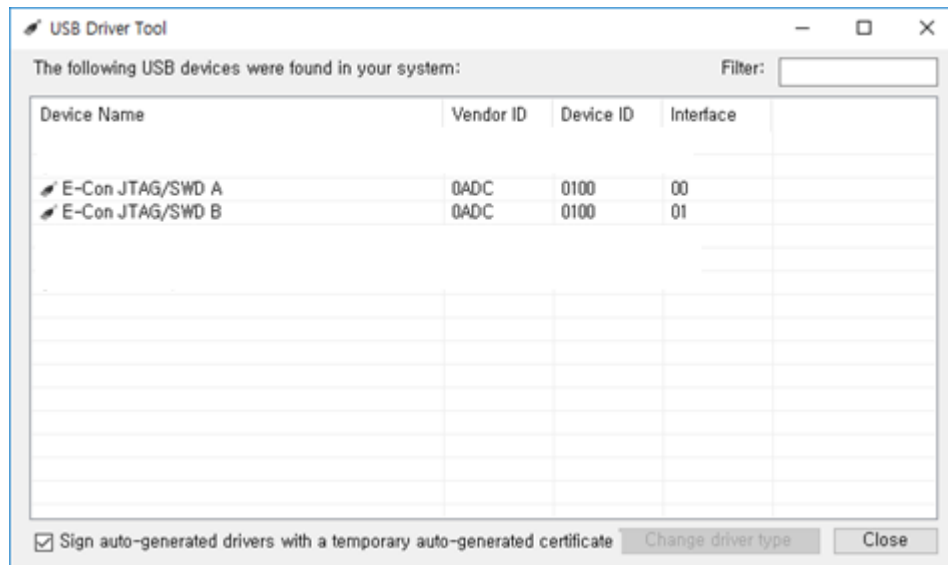 USB Driver Tool
The following USB devices were found in your system: Filter:
Device Name Vendor ID Device ID Interface
E-Con JTAG/SWD A 0ADC 0100 00
E-Con JTAG/SWD B 0ADC 0100 01
Sign auto-generated drivers with a temporary auto-generated certificate Change driver type Close